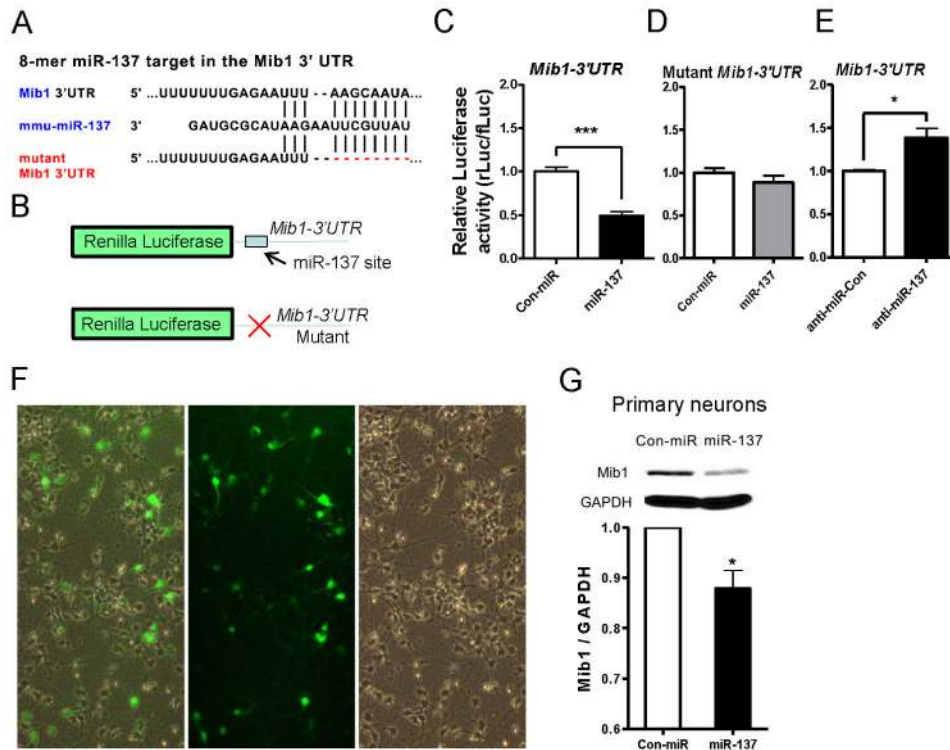 A
8-mer miR-137 target in the Mib1 3' UTR
Mib1 3'UTR 5' ...UUUUUUUGAGAAUUU - - AAGCAAUA...
mmu-miR-137 3' GAUGCGCAUAAGAAUUCGUUAU
mutant Mib1 3'UTR 5' ...UUUUUUUGAGAAUUU - - - - - - - - - - ...
B
Renilla Luciferase
Mib1-3'UTR
miR-137 site
Renilla Luciferase
Mib1-3'UTR
Mutant
C
Mib1-3'UTR
Relative Luciferase activity (rLuc/fLuc)
2.0
1.5
1.0
0.5
0.0
***
Con-miR
miR-137
D
Mutant Mib1-3'UTR
2.0
1.5
1.0
0.5
0.0
Con-miR
miR-137
E
Mib1-3'UTR
2.0
1.5
1.0
0.5
0.0
*
anti-miR-Con
anti-miR-137
F
G
Primary neurons
Con-miR miR-137
Mib1
GAPDH
Mib1 / GAPDH
1.0
0.9
0.8
0.7
0.6
*
Con-miR
miR-137